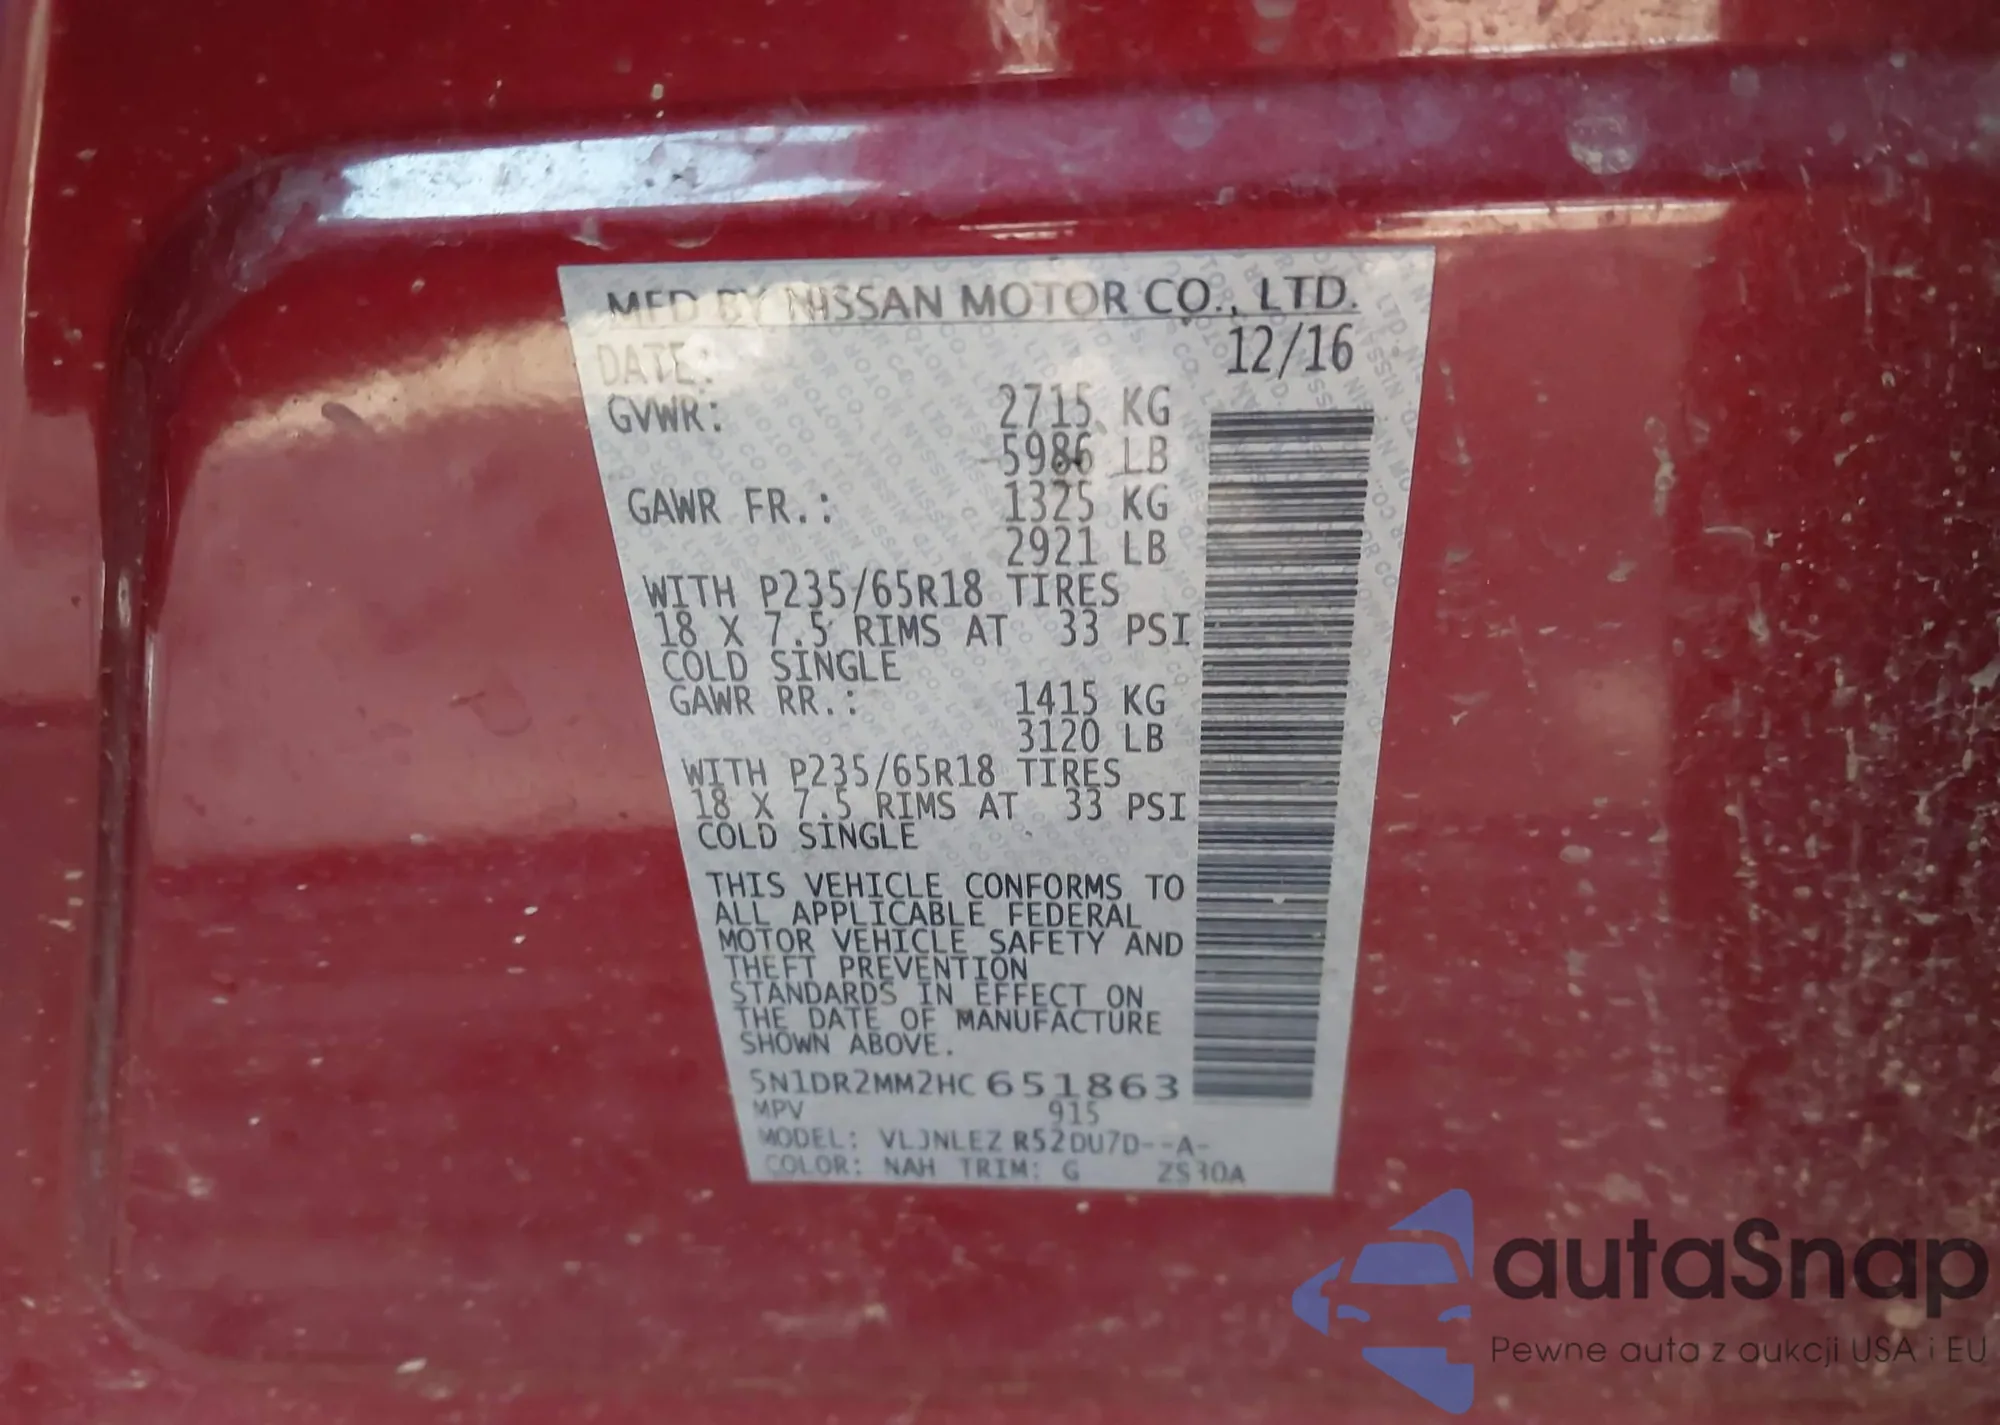 MFD BY NISSAN MOTOR CO., LTD.
DATE: 12/16
GVWR: 2715 KG
5986 LB
GAWR FR.: 1325 KG
2921 LB
WITH P235/65R18 TIRES
18 X 7.5 RIMS AT 33 PSI
COLD SINGLE
GAWR RR.: 1415 KG
3120 LB
WITH P235/65R18 TIRES
18 X 7.5 RIMS AT 33 PSI
COLD SINGLE
THIS VEHICLE CONFORMS TO
ALL APPLICABLE FEDERAL
MOTOR VEHICLE SAFETY AND
THEFT PREVENTION
STANDARDS IN EFFECT ON
THE DATE OF MANUFACTURE
SHOWN ABOVE.
5N1DR2MM2HC651863
MPV 915
MODEL: VLJNLEZ R52DU7D--A-
COLOR: NAH TRIM: G
autaSnap
Pewne auta z aukcji USA i EU